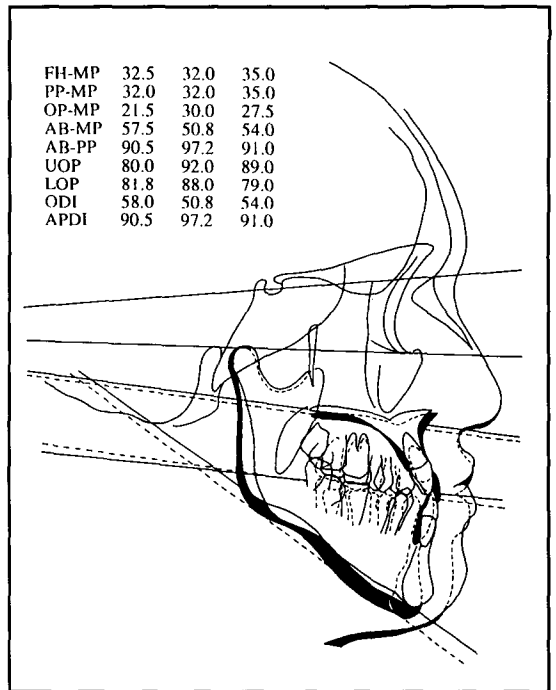 FH-MP 32.5 32.0 35.0
PP-MP 32.0 32.0 35.0
OP-MP 21.5 30.0 27.5
AB-MP 57.5 50.8 54.0
AB-PP 90.5 97.2 91.0
UOP 80.0 92.0 89.0
LOP 81.8 88.0 79.0
ODI 58.0 50.8 54.0
APDI 90.5 97.2 91.0